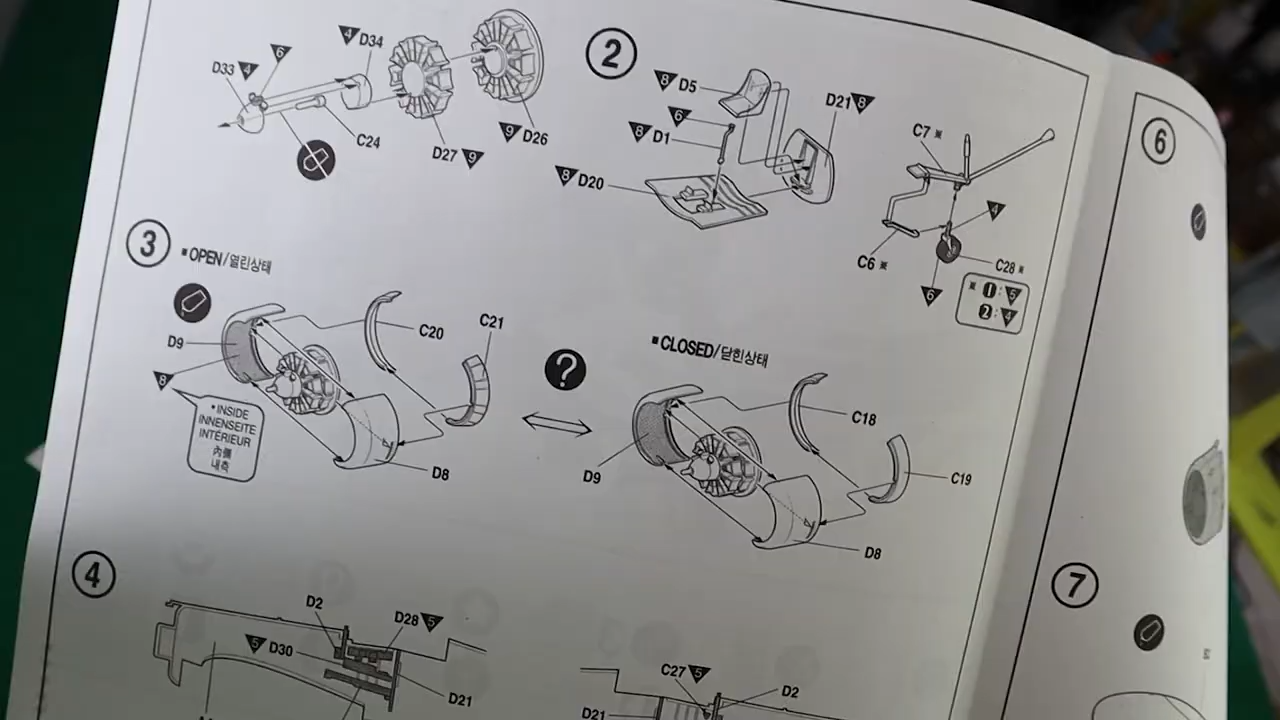 D33 4
6
4 D34
C24
D27 9
9 D26
2
8 D5
6
8 D1
D21 8
8 D20
C7 ※
4
C6 ※
C28 ※
6
※ 1 : 5
2 : 4
3
▪ OPEN/열린상태
D9
8
C20
C21
• INSIDE
INNENSEITE
INTÉRIEUR
內側
내측
D8
?
▪ CLOSED/닫힌상태
C18
C19
D9
D8
4
D2
D28 5
5 D30
D21
C27 5
D2
D21
6
7